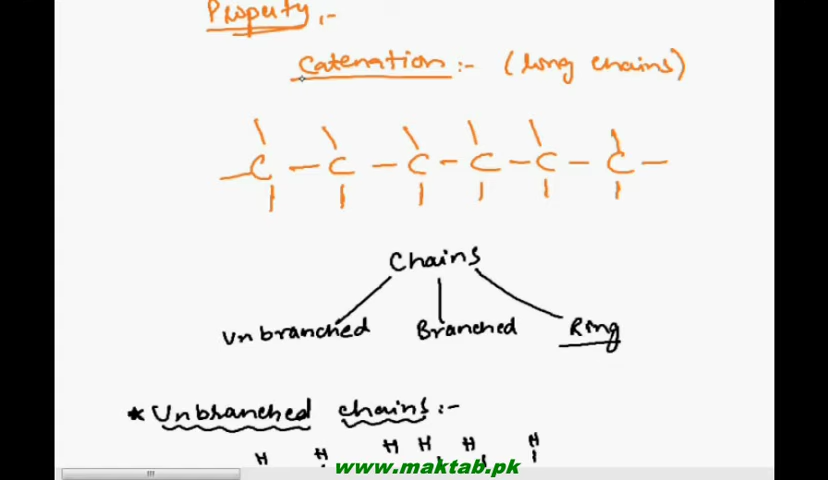 Property :-
Catenation :- (long chains)
- C - C - C - C - C - C -
Chains
Unbranched Branched Ring
* Unbranched chains :-
H H H H H H
www.maktab.pk